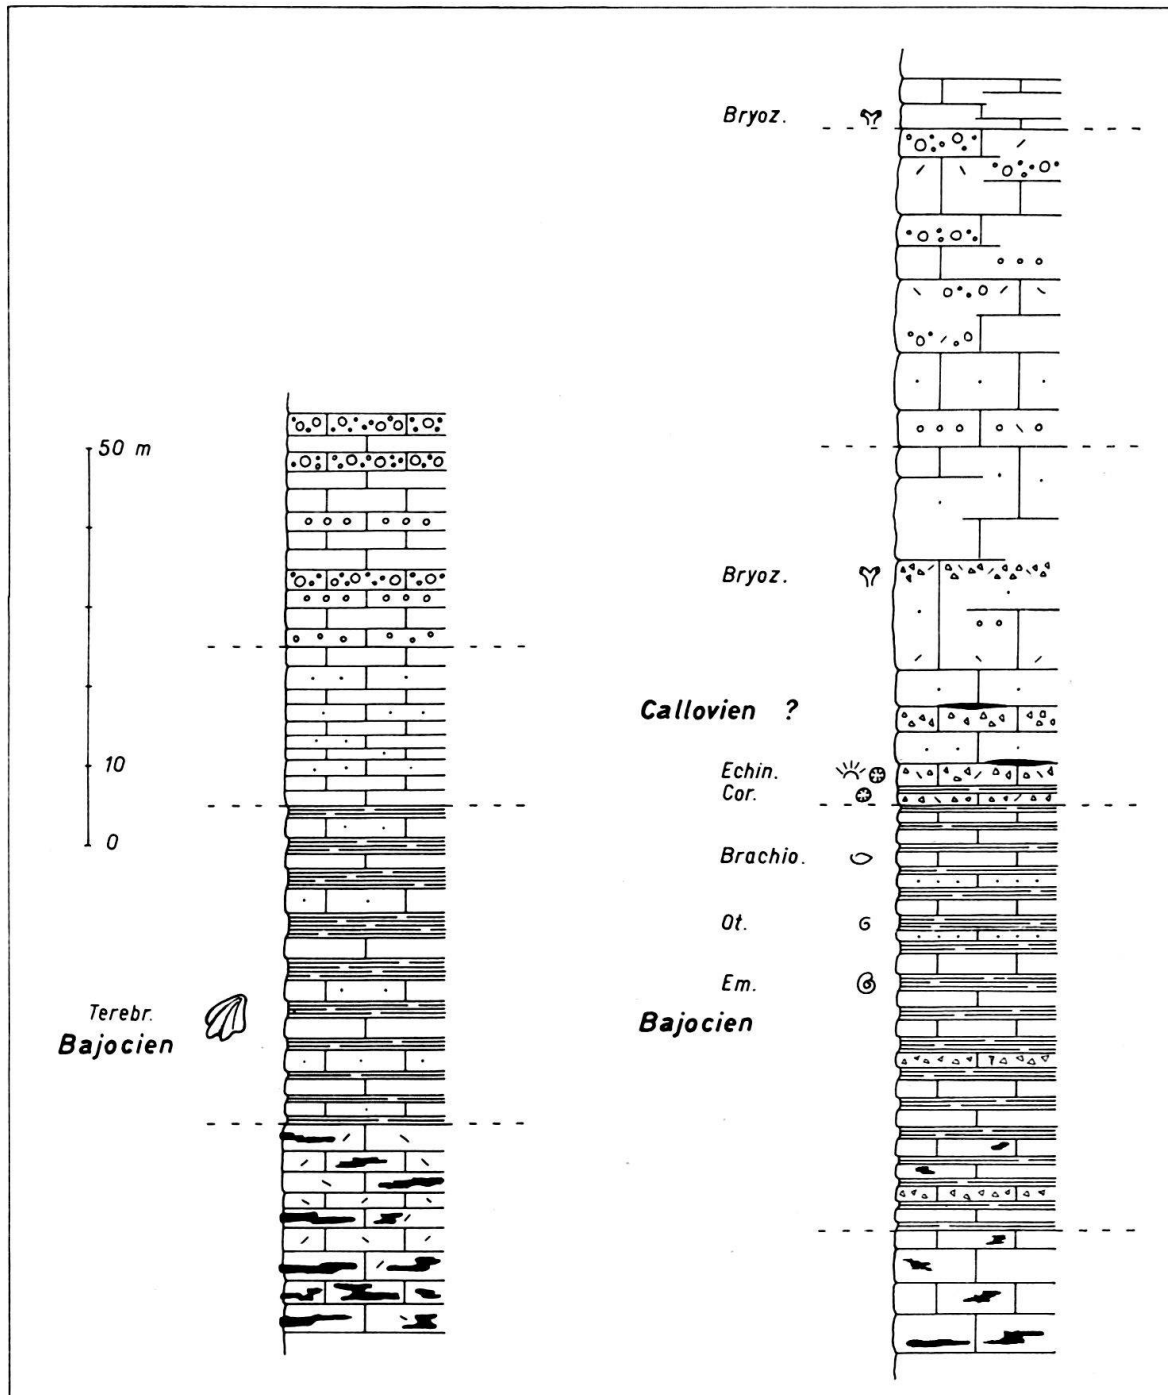 50 m
10
0
Terebr.
Bajocien
Bryoz.
Bryoz.
Callovien ?
Echin.
Cor.
Brachio.
Ot.
Em.
Bajocien